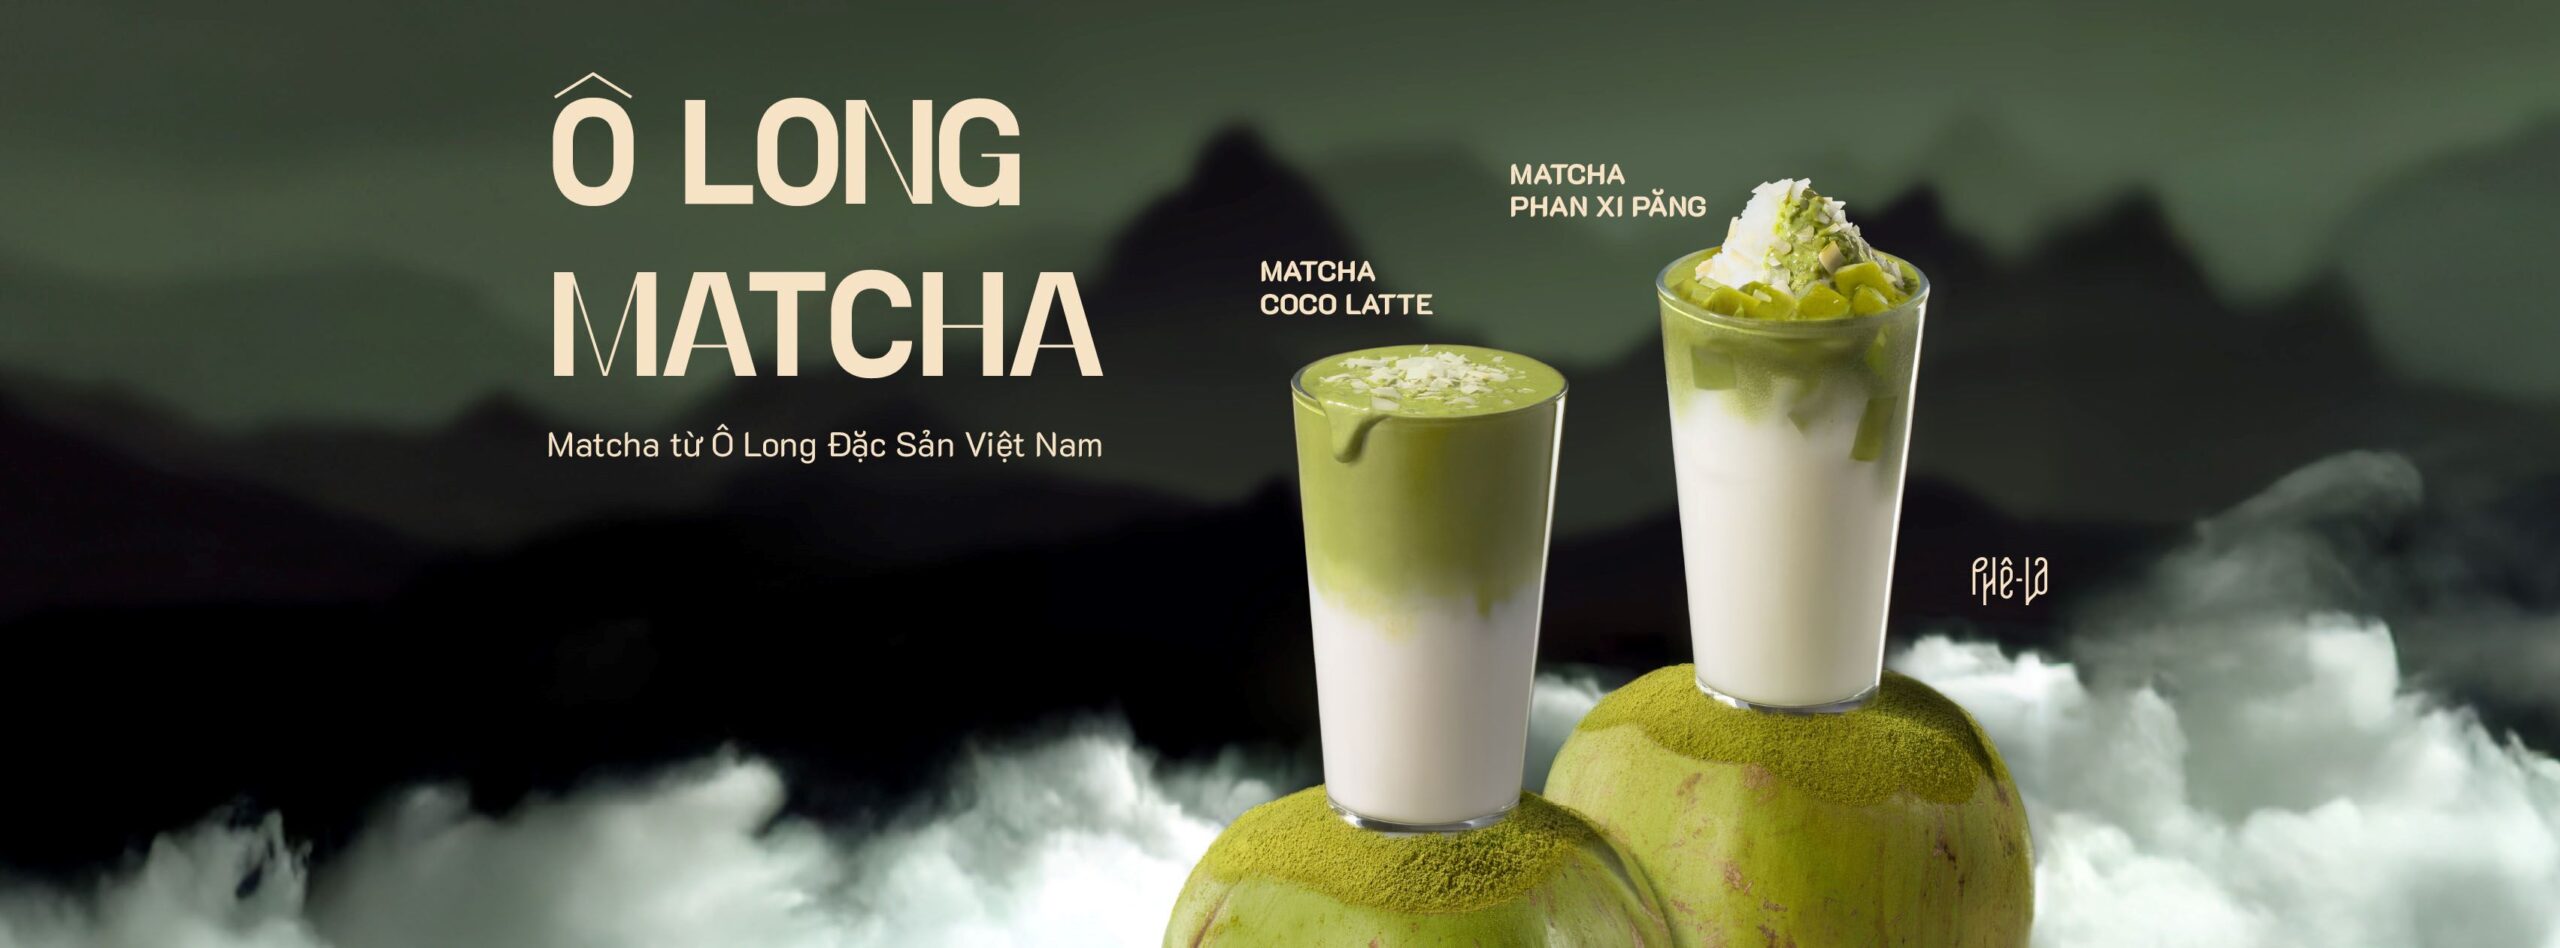 Ô LONG
MATCHA
Matcha từ Ô Long Đặc Sản Việt Nam
MATCHA
COCO LATTE
MATCHA
PHAN XI PĂNG
PHÊ-LA